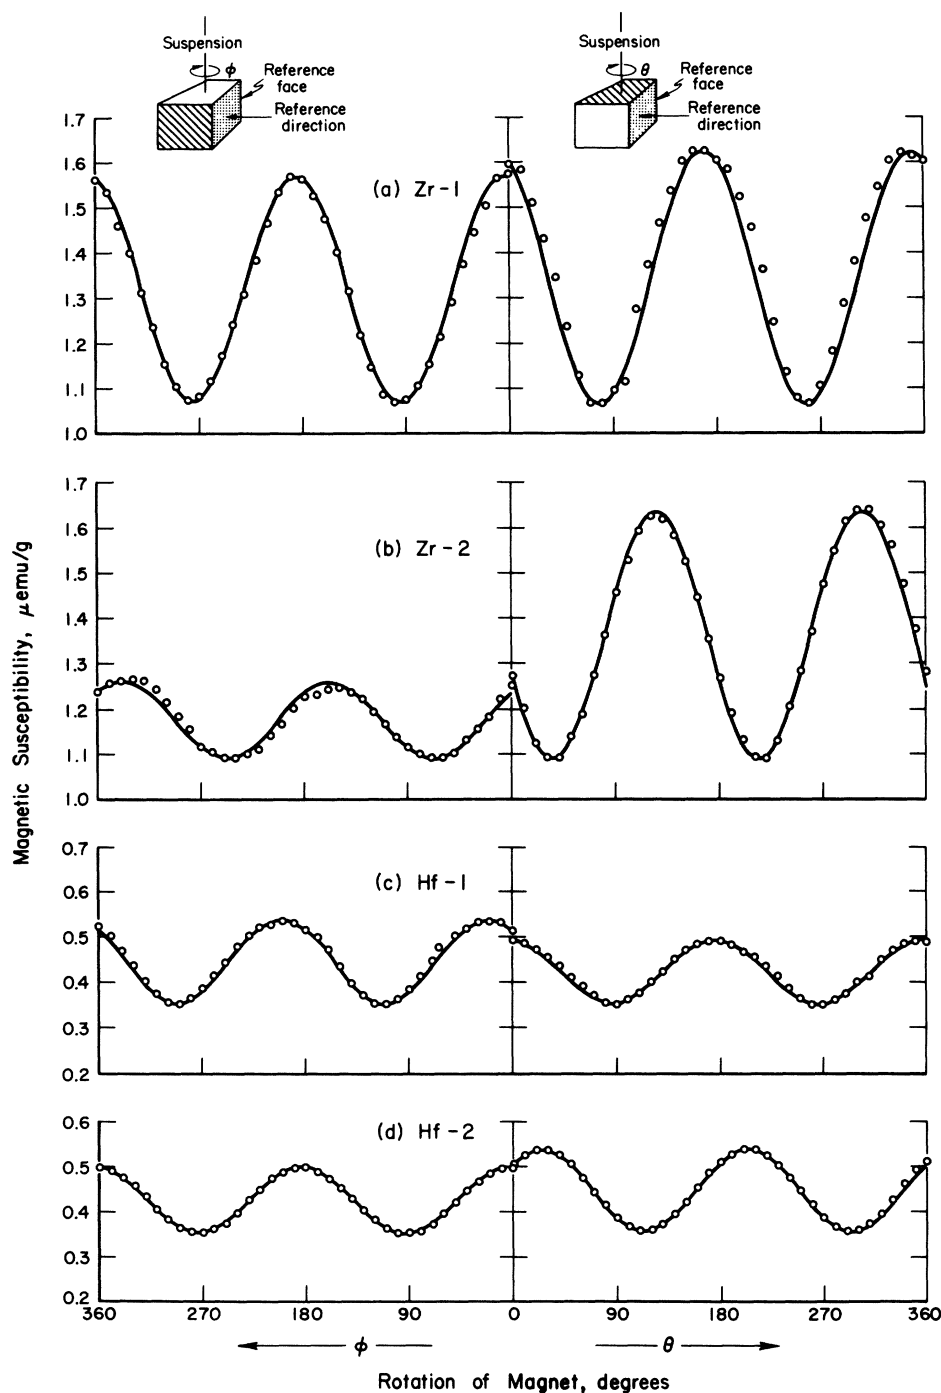 Suspension
φ
Reference
face
Reference
direction
Suspension
θ
Reference
face
Reference
direction
1.7
1.6
1.5
1.4
1.3
1.2
1.1
1.0
(a) Zr-1
1.7
1.6
1.5
1.4
1.3
1.2
1.1
1.0
(b) Zr-2
0.7
0.6
0.5
0.4
0.3
0.2
(c) Hf-1
0.6
0.5
0.4
0.3
0.2
(d) Hf-2
Magnetic Susceptibility, μemu/g
360 270 180 90 0 90 180 270 360
φ θ
Rotation of Magnet, degrees